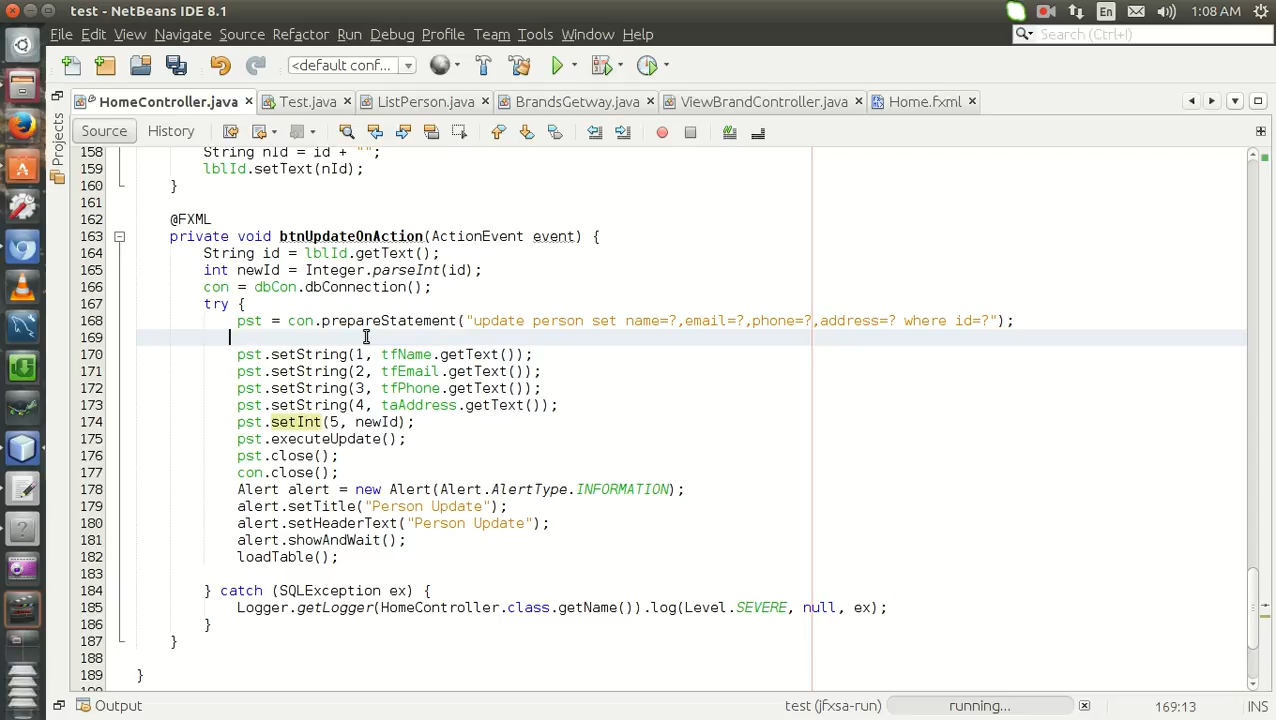 test - NetBeans IDE 8.1
En
1:08 AM
File Edit View Navigate Source Refactor Run Debug Profile Team Tools Window Help
Search (Ctrl+I)
<default conf...
HomeController.java Test.java ListPerson.java BrandsGetway.java ViewBrandController.java Home.fxml
Projects
Source History
158 String nId = id + "";
159 lblId.setText(nId);
160 }
161
162 @FXML
163 private void btnUpdateOnAction(ActionEvent event) {
164 String id = lblId.getText();
165 int newId = Integer.parseInt(id);
166 con = dbCon.dbConnection();
167 try {
168 pst = con.prepareStatement("update person set name=?,email=?,phone=?,address=? where id=?");
169
170 pst.setString(1, tfName.getText());
171 pst.setString(2, tfEmail.getText());
172 pst.setString(3, tfPhone.getText());
173 pst.setString(4, taAddress.getText());
174 pst.setInt(5, newId);
175 pst.executeUpdate();
176 pst.close();
177 con.close();
178 Alert alert = new Alert(Alert.AlertType.INFORMATION);
179 alert.setTitle("Person Update");
180 alert.setHeaderText("Person Update");
181 alert.showAndWait();
182 loadTable();
183
184 } catch (SQLException ex) {
185 Logger.getLogger(HomeController.class.getName()).log(Level.SEVERE, null, ex);
186 }
187 }
188
189 }
Output
test (jfxsa-run)
running...
169:13
INS